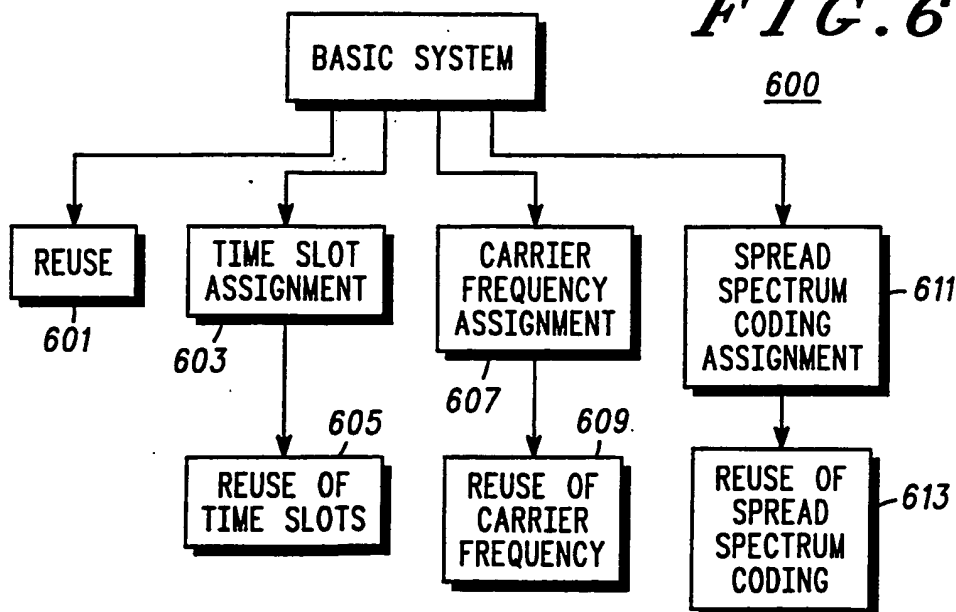 FIG.6
600
BASIC SYSTEM
REUSE
601
TIME SLOT
ASSIGNMENT
603
CARRIER
FREQUENCY
ASSIGNMENT
607
SPREAD
SPECTRUM
CODING
ASSIGNMENT
611
605
REUSE OF
TIME SLOTS
609
REUSE OF
CARRIER
FREQUENCY
REUSE OF
SPREAD
SPECTRUM
CODING
613